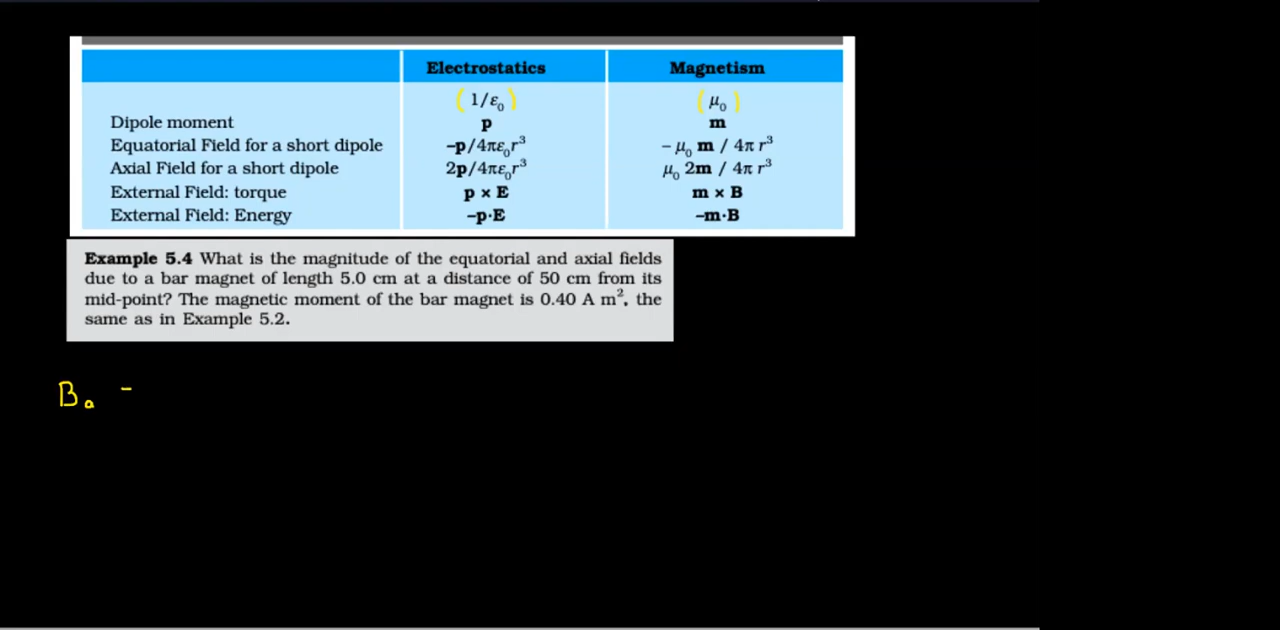 Electrostatics Magnetism
(1/ε₀) (μ₀)
Dipole moment p m
Equatorial Field for a short dipole –p/4πε₀r³ – μ₀ m / 4π r³
Axial Field for a short dipole 2p/4πε₀r³ μ₀ 2m / 4π r³
External Field: torque p × E m × B
External Field: Energy –p·E –m·B
Example 5.4 What is the magnitude of the equatorial and axial fields
due to a bar magnet of length 5.0 cm at a distance of 50 cm from its
mid-point? The magnetic moment of the bar magnet is 0.40 A m², the
same as in Example 5.2.
Bₐ -